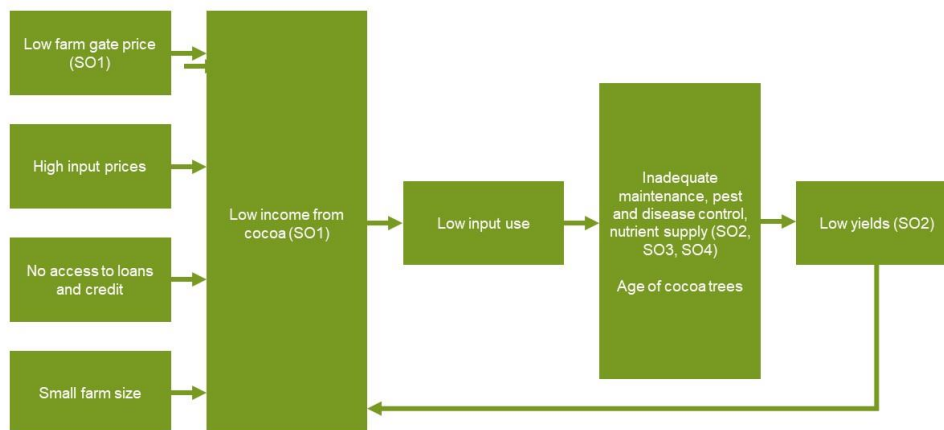 Low farm gate price
(SO1)
High input prices
No access to loans
and credit
Small farm size
Low income from
cocoa (SO1)
Low input use
Inadequate
maintenance, pest
and disease control,
nutrient supply (SO2,
SO3, SO4)
Age of cocoa trees
Low yields (SO2)